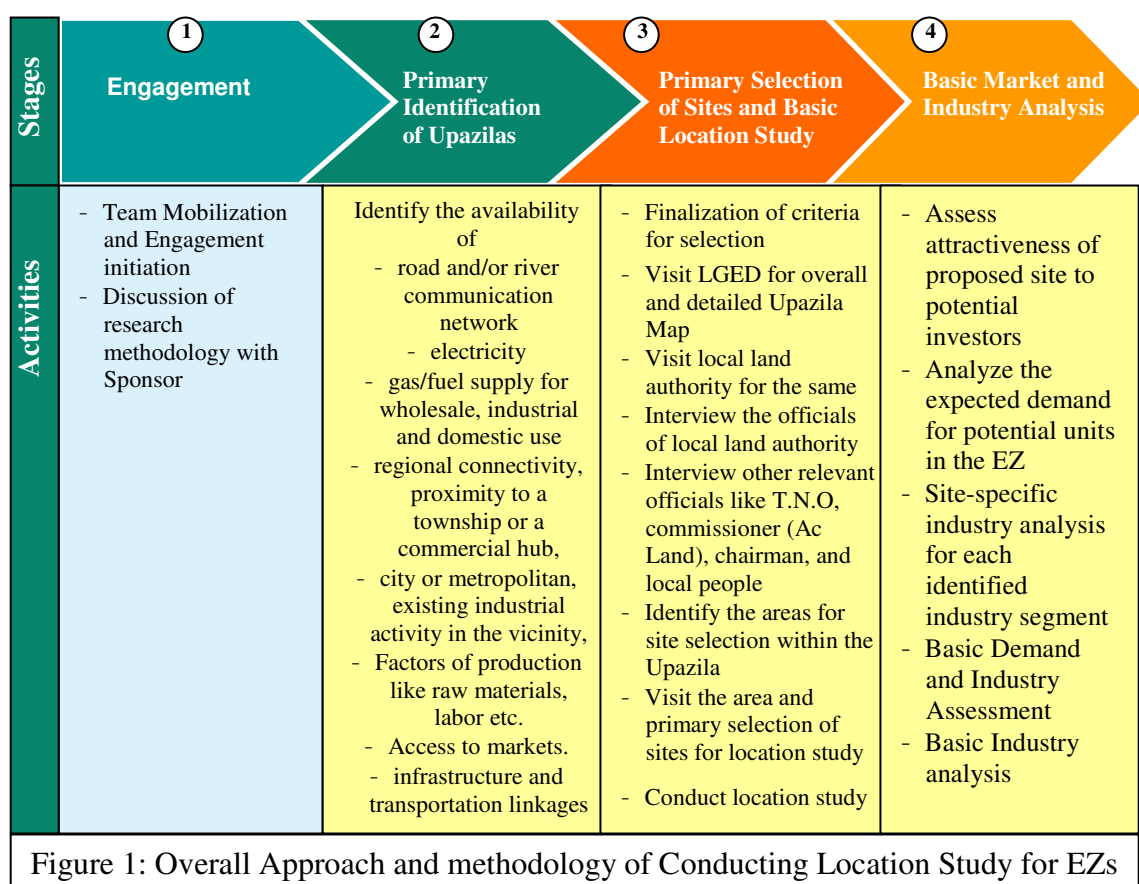 Stages
1
Engagement
2
Primary
Identification
of Upazilas
3
Primary Selection
of Sites and Basic
Location Study
4
Basic Market and
Industry Analysis
Activities
- Team Mobilization
and Engagement
initiation
- Discussion of
research
methodology with
Sponsor
Identify the availability
of
- road and/or river
communication
network
- electricity
- gas/fuel supply for
wholesale, industrial
and domestic use
- regional connectivity,
proximity to a
township or a
commercial hub,
- city or metropolitan,
existing industrial
activity in the vicinity,
- Factors of production
like raw materials,
labor etc.
- Access to markets.
- infrastructure and
transportation linkages
- Finalization of criteria
for selection
- Visit LGED for overall
and detailed Upazila
Map
- Visit local land
authority for the same
- Interview the officials
of local land authority
- Interview other relevant
officials like T.N.O,
commissioner (Ac
Land), chairman, and
local people
- Identify the areas for
site selection within the
Upazila
- Visit the area and
primary selection of
sites for location study
- Conduct location study
- Assess
attractiveness of
proposed site to
potential
investors
- Analyze the
expected demand
for potential units
in the EZ
- Site-specific
industry analysis
for each
identified
industry segment
- Basic Demand
and Industry
Assessment
- Basic Industry
analysis
Figure 1: Overall Approach and methodology of Conducting Location Study for EZs